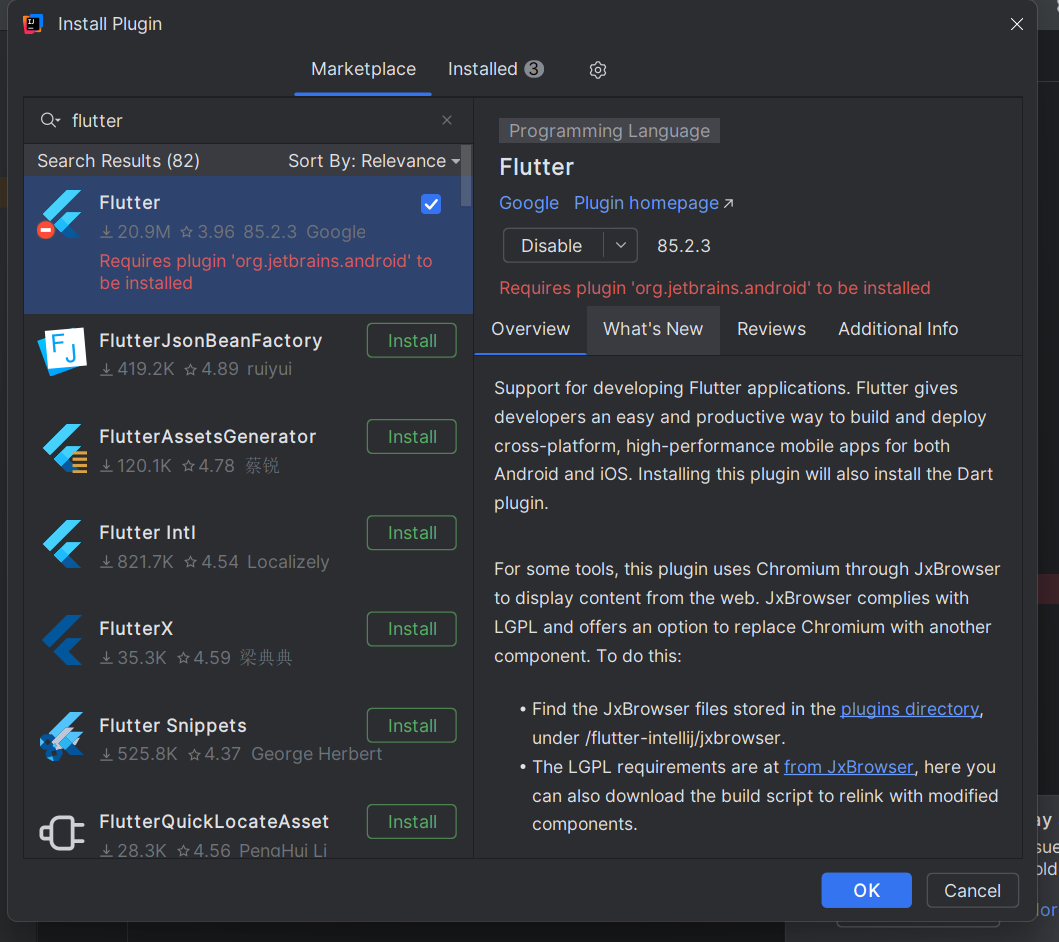 Install Plugin
Marketplace
Installed 3
flutter
Search Results (82)
Sort By: Relevance
Flutter
20.9M 3.96 85.2.3 Google
Requires plugin 'org.jetbrains.android' to
be installed
FlutterJsonBeanFactory
Install
419.2K 4.89 ruiyui
FlutterAssetsGenerator
Install
120.1K 4.78 蔡锐
Flutter Intl
Install
821.7K 4.54 Localizely
FlutterX
Install
35.3K 4.59 梁典典
Flutter Snippets
Install
525.8K 4.37 George Herbert
FlutterQuickLocateAsset
Install
28.3K 4.56 PengHui Li
Programming Language
Flutter
Google Plugin homepage
Disable
85.2.3
Requires plugin 'org.jetbrains.android' to be installed
Overview
What's New
Reviews
Additional Info
Support for developing Flutter applications. Flutter gives
developers an easy and productive way to build and deploy
cross-platform, high-performance mobile apps for both
Android and iOS. Installing this plugin will also install the Dart
plugin.
For some tools, this plugin uses Chromium through JxBrowser
to display content from the web. JxBrowser complies with
LGPL and offers an option to replace Chromium with another
component. To do this:
• Find the JxBrowser files stored in the plugins directory,
under /flutter-intellij/jxbrowser.
• The LGPL requirements are at from JxBrowser, here you
can also download the build script to relink with modified
components.
OK
Cancel